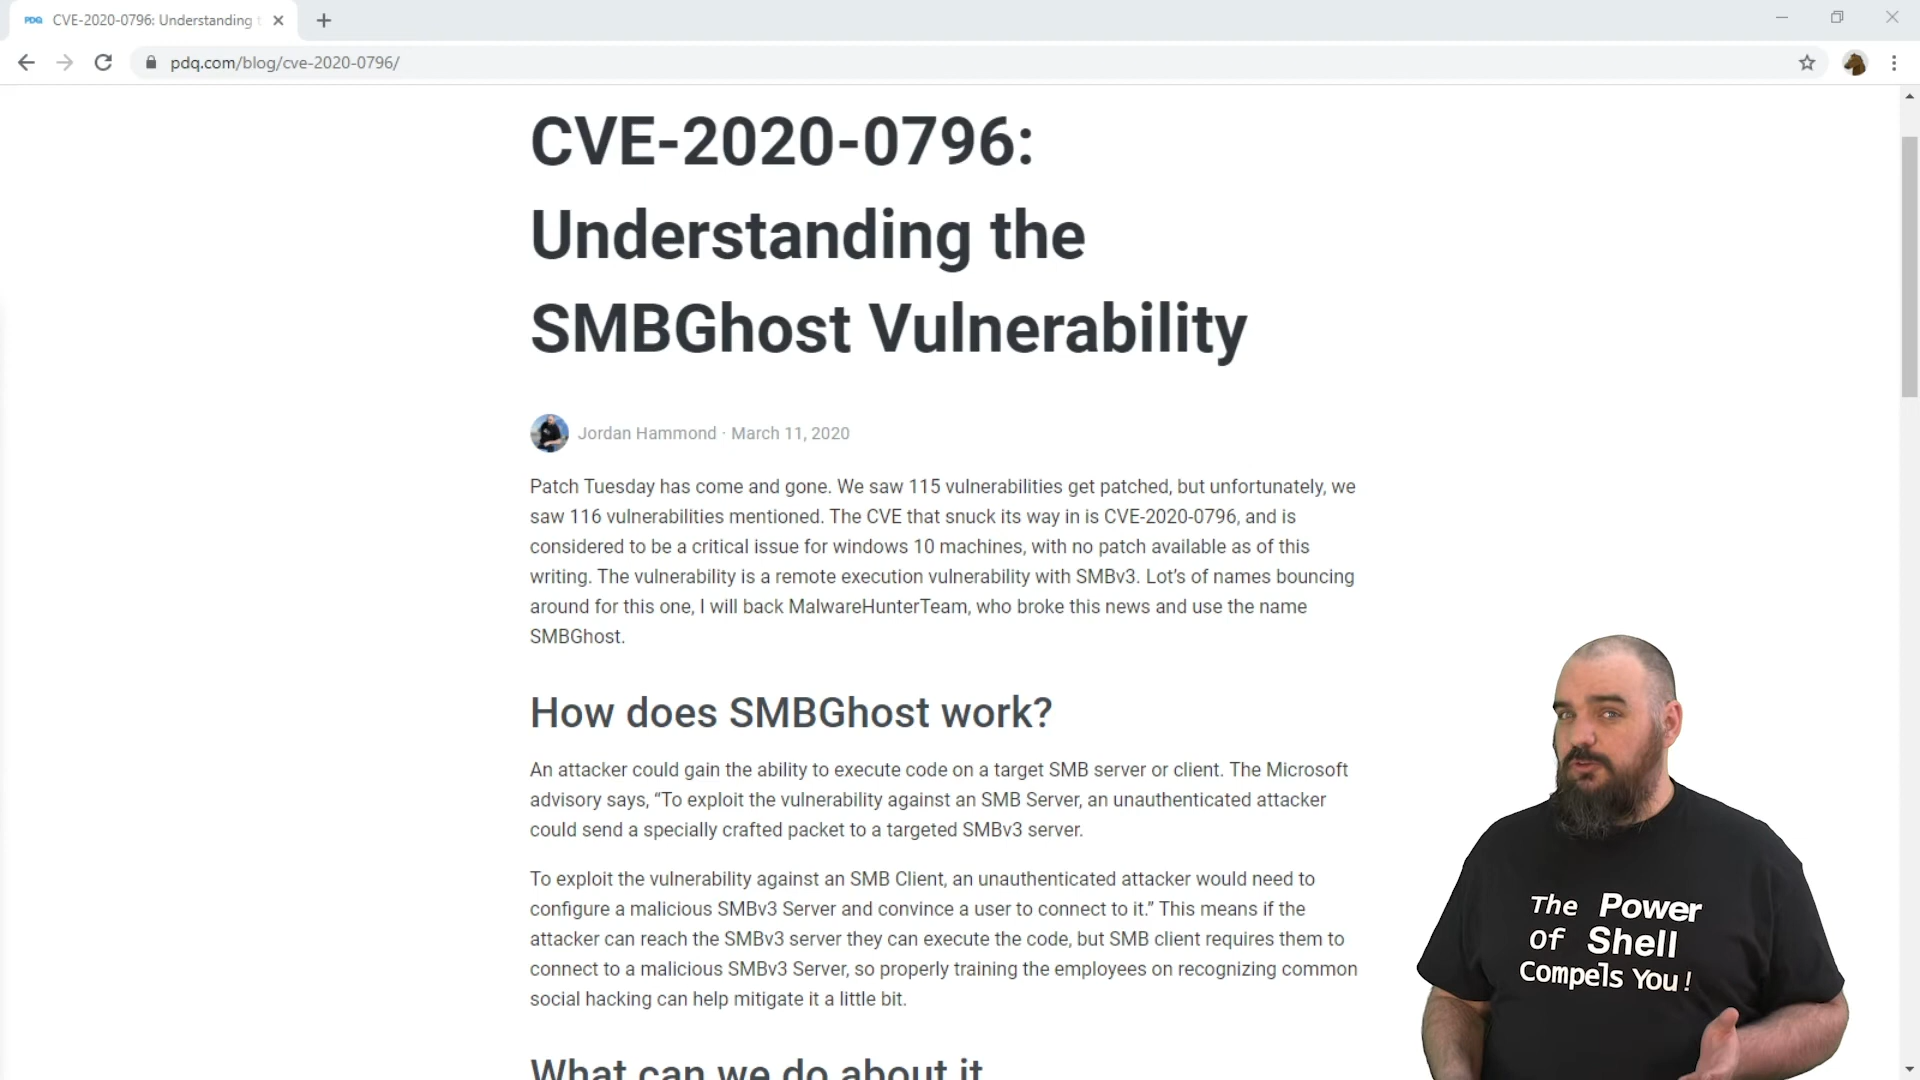 PDQ CVE-2020-0796: Understanding t
pdq.com/blog/cve-2020-0796/
CVE-2020-0796:
Understanding the
SMBGhost Vulnerability
Jordan Hammond · March 11, 2020
Patch Tuesday has come and gone. We saw 115 vulnerabilities get patched, but unfortunately, we
saw 116 vulnerabilities mentioned. The CVE that snuck its way in is CVE-2020-0796, and is
considered to be a critical issue for windows 10 machines, with no patch available as of this
writing. The vulnerability is a remote execution vulnerability with SMBv3. Lot’s of names bouncing
around for this one, I will back MalwareHunterTeam, who broke this news and use the name
SMBGhost.
How does SMBGhost work?
An attacker could gain the ability to execute code on a target SMB server or client. The Microsoft
advisory says, “To exploit the vulnerability against an SMB Server, an unauthenticated attacker
could send a specially crafted packet to a targeted SMBv3 server.
To exploit the vulnerability against an SMB Client, an unauthenticated attacker would need to
configure a malicious SMBv3 Server and convince a user to connect to it.” This means if the
attacker can reach the SMBv3 server they can execute the code, but SMB client requires them to
connect to a malicious SMBv3 Server, so properly training the employees on recognizing common
social hacking can help mitigate it a little bit.
What can we do about it
The Power
Of Shell
Compels You!